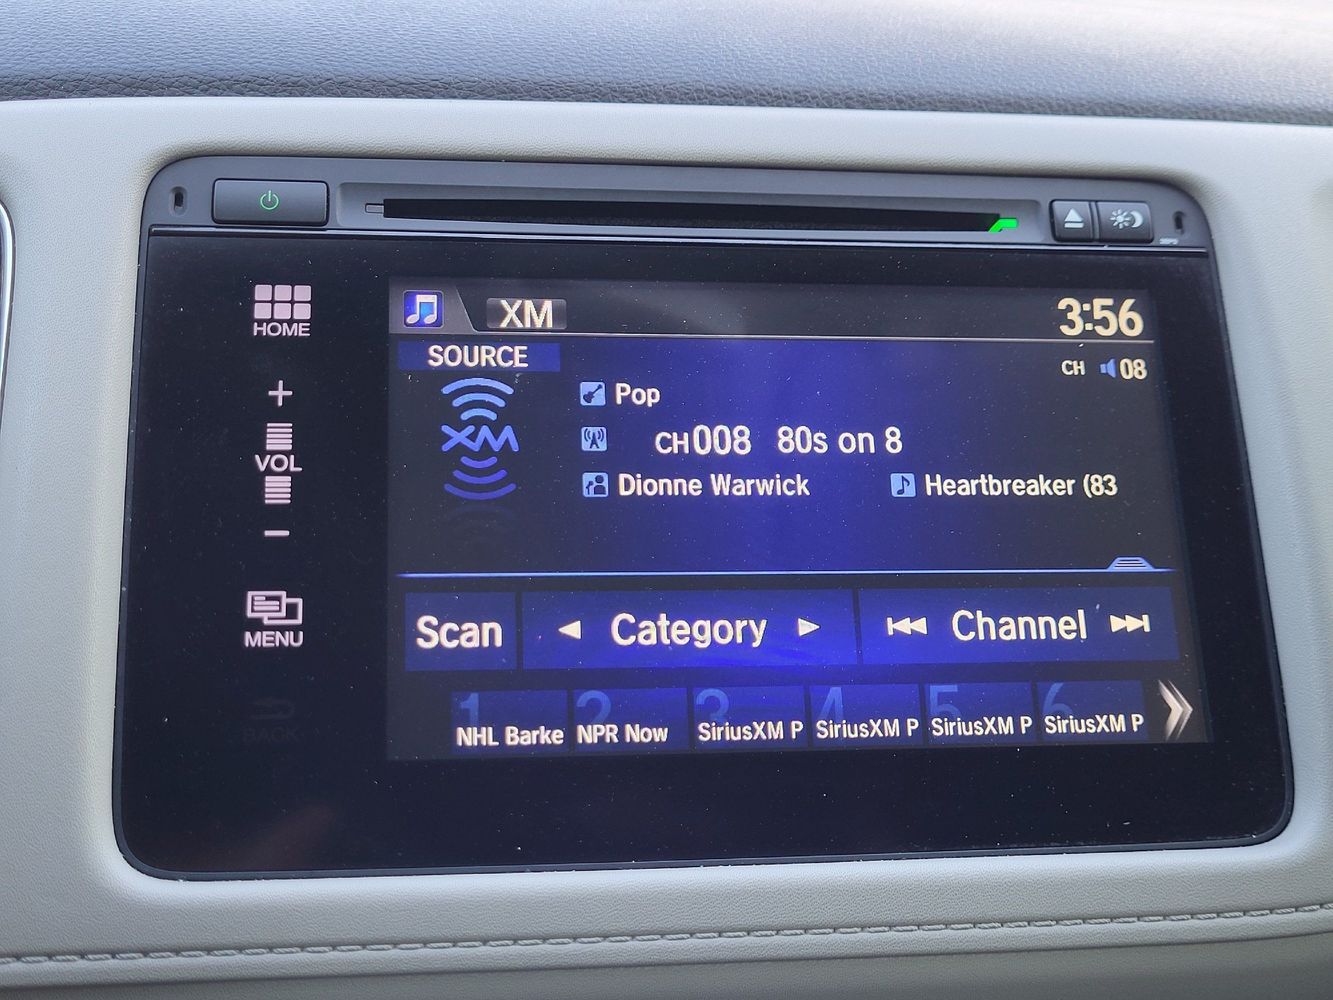 HOME
+
VOL
−
MENU
BACK
XM
3:56
SOURCE
CH 08
XM
Pop
CH008 80s on 8
Dionne Warwick Heartbreaker (83
Scan Category Channel
1 2 3 4 5 6
NHL Barke NPR Now SiriusXM P SiriusXM P SiriusXM P SiriusXM P